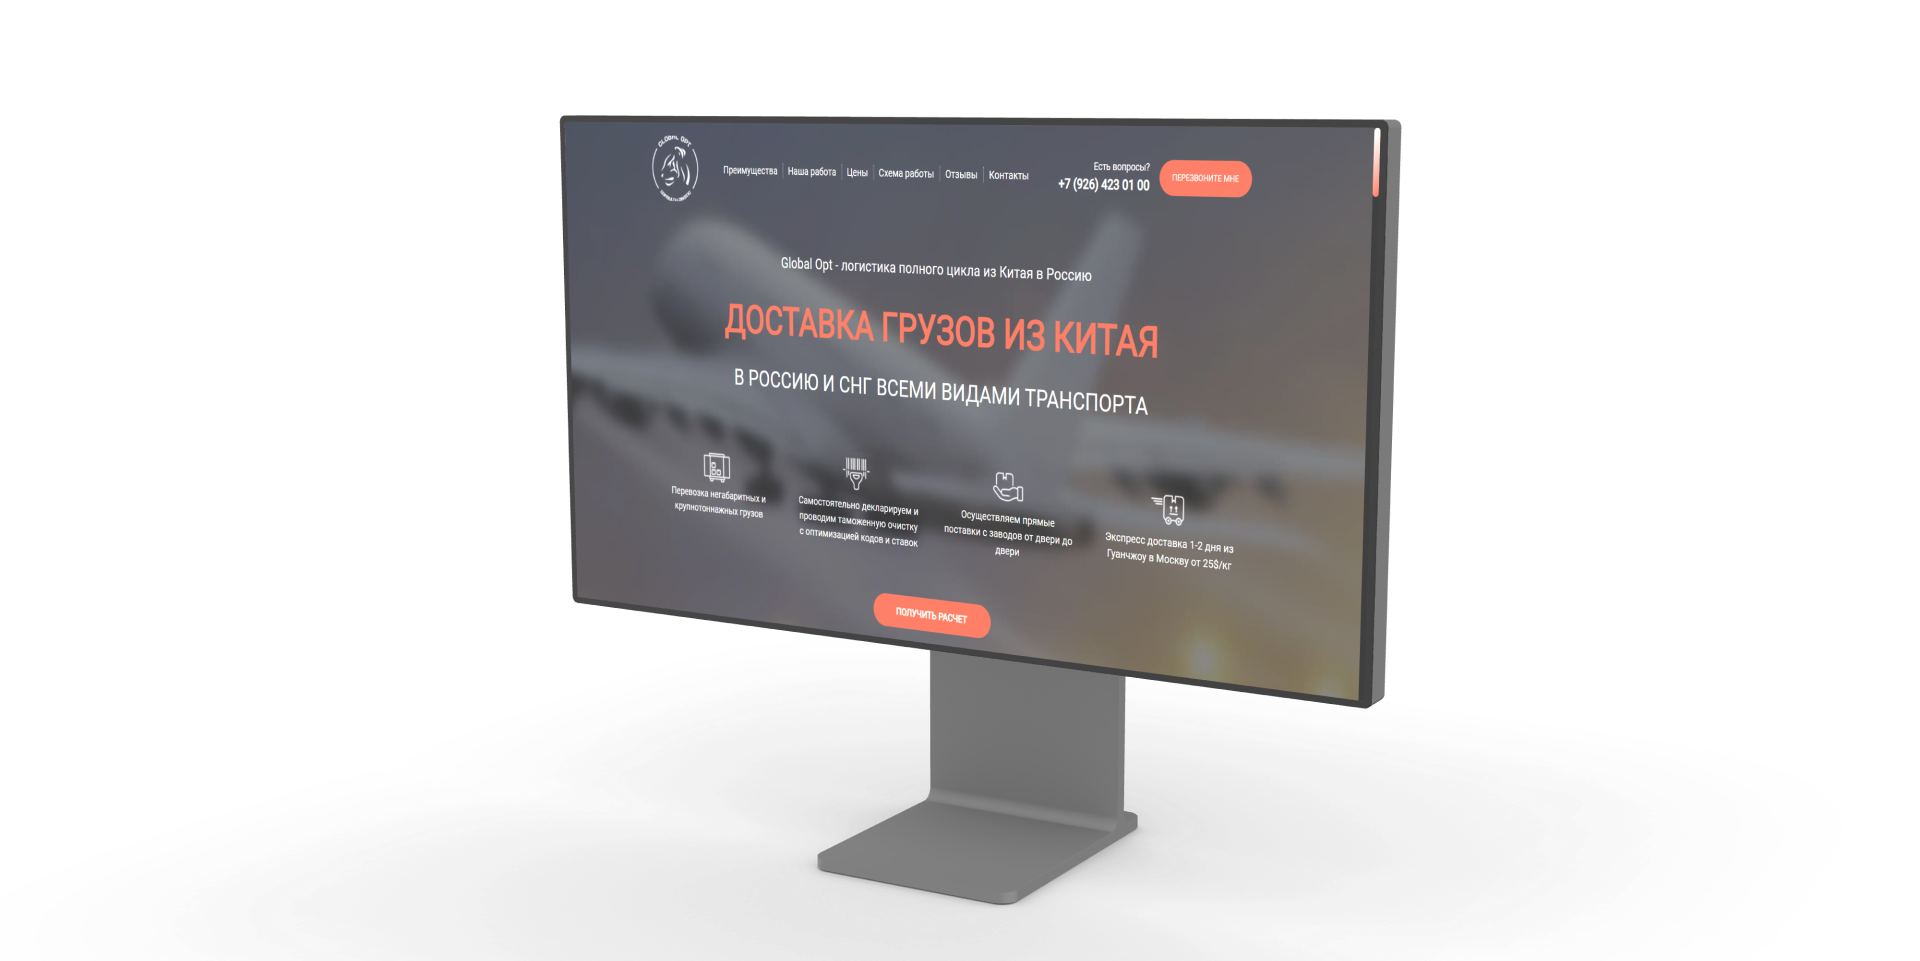 GLOBAL OPT
Преимущества
Наша работа
Цены
Схема работы
Отзывы
Контакты
Есть вопросы?
+7 (926) 423 01 00
ПЕРЕЗВОНИТЕ МНЕ
Global Opt - логистика полного цикла из Китая в Россию
ДОСТАВКА ГРУЗОВ ИЗ КИТАЯ
В РОССИЮ И СНГ ВСЕМИ ВИДАМИ ТРАНСПОРТА
Перевозка негабаритных и
крупнотоннажных грузов
Самостоятельно декларируем и
проводим таможенную очистку
с оптимизацией кодов и ставок
Осуществляем прямые
поставки с заводов от двери до
двери
Экспресс доставка 1-2 дня из
Гуанчжоу в Москву от 25$/кг
ПОЛУЧИТЬ РАСЧЕТ